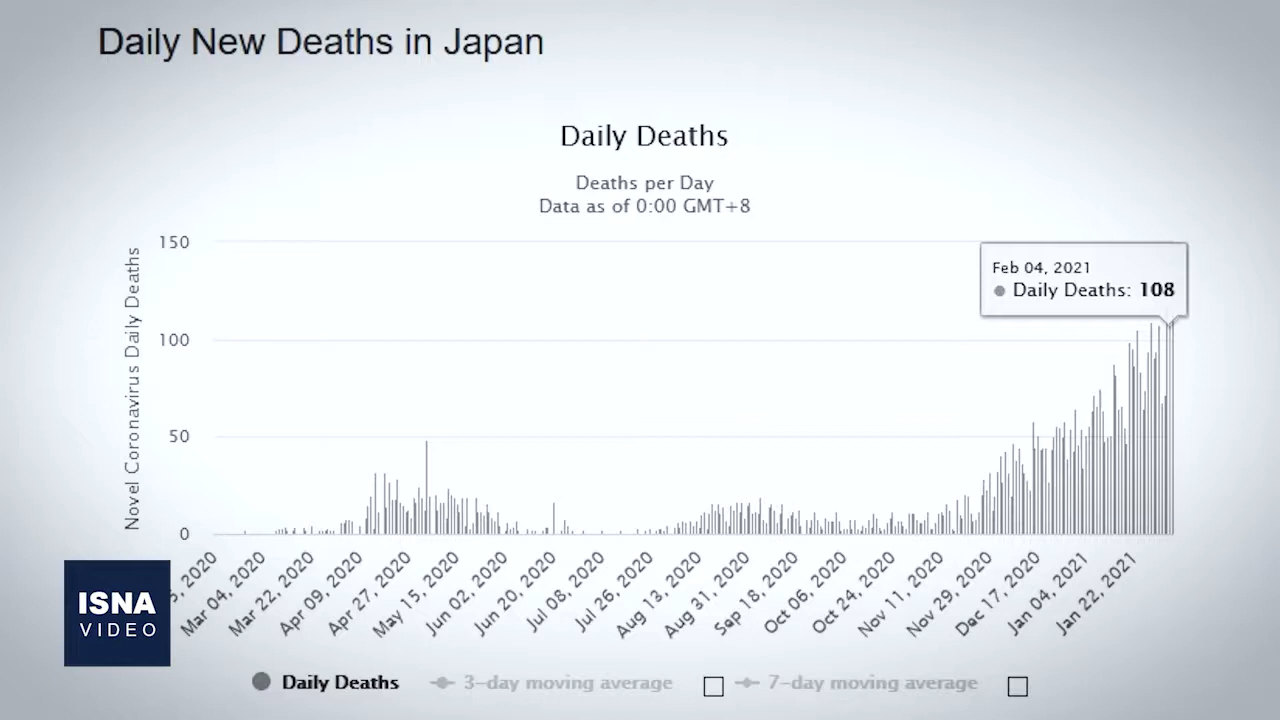 Daily New Deaths in Japan
Daily Deaths
Deaths per Day
Data as of 0:00 GMT+8
Novel Coronavirus Daily Deaths
150
100
50
0
Feb 04, 2021
Daily Deaths: 108
5, 2020
Mar 04, 2020
Mar 22, 2020
Apr 09, 2020
Apr 27, 2020
May 15, 2020
Jun 02, 2020
Jun 20, 2020
Jul 08, 2020
Jul 26, 2020
Aug 13, 2020
Aug 31, 2020
Sep 18, 2020
Oct 06, 2020
Oct 24, 2020
Nov 11, 2020
Nov 29, 2020
Dec 17, 2020
Jan 04, 2021
Jan 22, 2021
ISNA
VIDEO
Daily Deaths
3-day moving average
7-day moving average